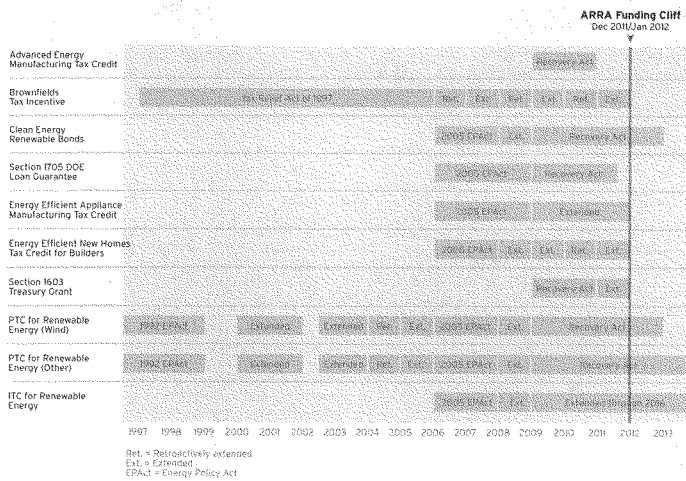 ARRA Funding Cliff
Dec 2011/Jan 2012
Advanced Energy
Manufacturing Tax Credit
Recovery Act
Brownfields
Tax Incentive
Tax Relief Act of 1997 Ret. Ext. Ret. Ext. Ret. Ext.
Clean Energy
Renewable Bonds
2005 EPAct Ext. Recovery Act
Section 1705 DOE
Loan Guarantee
2005 EPAct Recovery Act
Energy Efficient Appliance
Manufacturing Tax Credit
2005 EPAct Extended
Energy Efficient New Homes
Tax Credit for Builders
2005 EPAct Ext. Ext. Ret. Ext.
Section 1603
Treasury Grant
Recovery Act Ext.
PTC for Renewable
Energy (Wind)
1992 EPAct Extended Extended Ret. Ext. 2005 EPAct Ext. Recovery Act
PTC for Renewable
Energy (Other)
1992 EPAct Extended Extended Ret. Ext. 2005 EPAct Ext. Recovery Act
ITC for Renewable
Energy
2005 EPAct Ext. Extended through 2016
1997 1998 1999 2000 2001 2002 2003 2004 2005 2006 2007 2008 2009 2010 2011 2012 2013
Ret. = Retroactively extended
Ext. = Extended
EPAct = Energy Policy Act